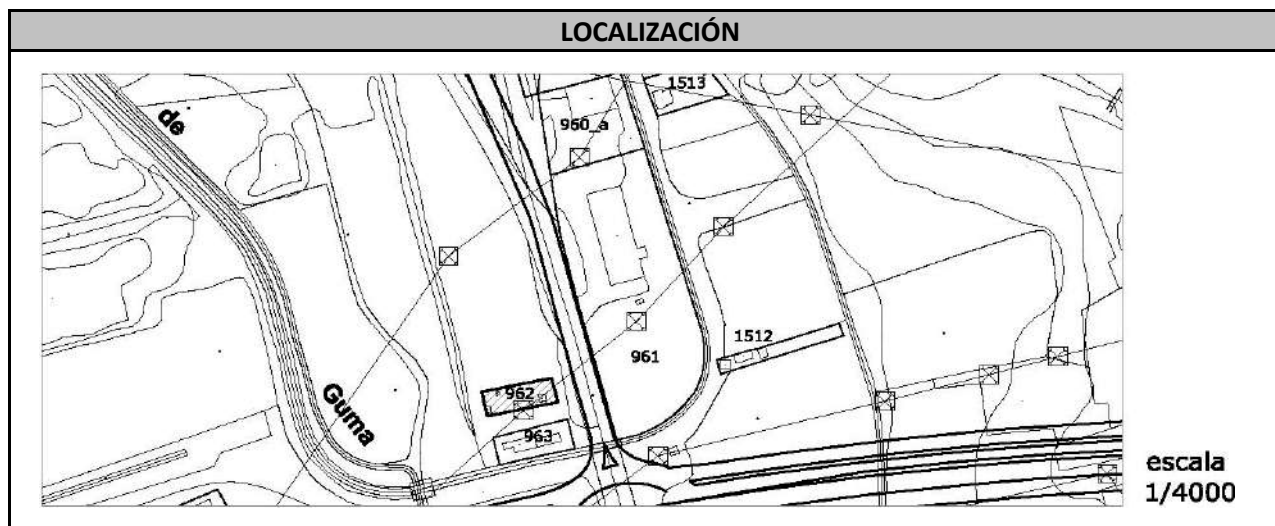 LOCALIZACIÓN
de
1513
960_a
1512
961
962
963
Guma
escala
1/4000